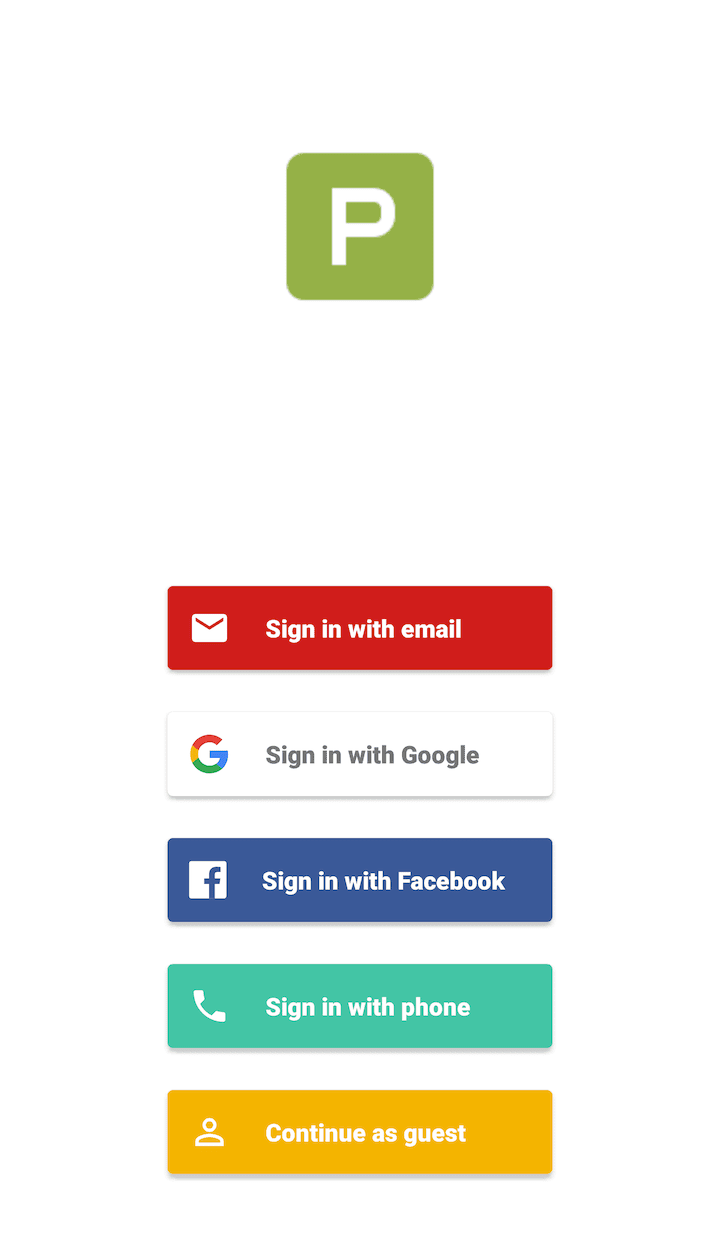 P
Sign in with email
Sign in with Google
Sign in with Facebook
Sign in with phone
Continue as guest